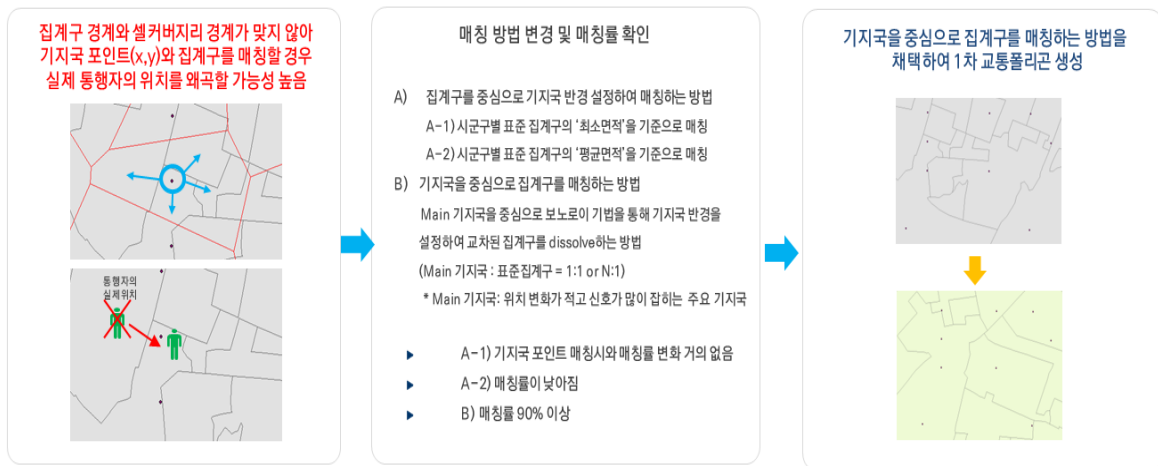 집계구 경계와 셀커버지리 경계가 맞지 않아
기지국 포인트(x,y)와 집계구를 매칭할 경우
실제 통행자의 위치를 왜곡할 가능성 높음
통행자의
실제위치
매칭 방법 변경 및 매칭률 확인
A) 집계구를 중심으로 기지국 반경 설정하여 매칭하는 방법
A-1) 시군구별 표준 집계구의 ‘최소면적’을 기준으로 매칭
A-2) 시군구별 표준 집계구의 ‘평균면적’을 기준으로 매칭
B) 기지국을 중심으로 집계구를 매칭하는 방법
Main 기지국을 중심으로 보노로이 기법을 통해 기지국 반경을
설정하여 교차된 집계구를 dissolve하는 방법
(Main 기지국 : 표준집계구 = 1:1 or N:1)
* Main 기지국: 위치 변화가 적고 신호가 많이 잡히는 주요 기지국
A-1) 기지국 포인트 매칭시와 매칭률 변화 거의 없음
A-2) 매칭률이 낮아짐
B) 매칭률 90% 이상
기지국을 중심으로 집계구를 매칭하는 방법을
채택하여 1차 교통폴리곤 생성